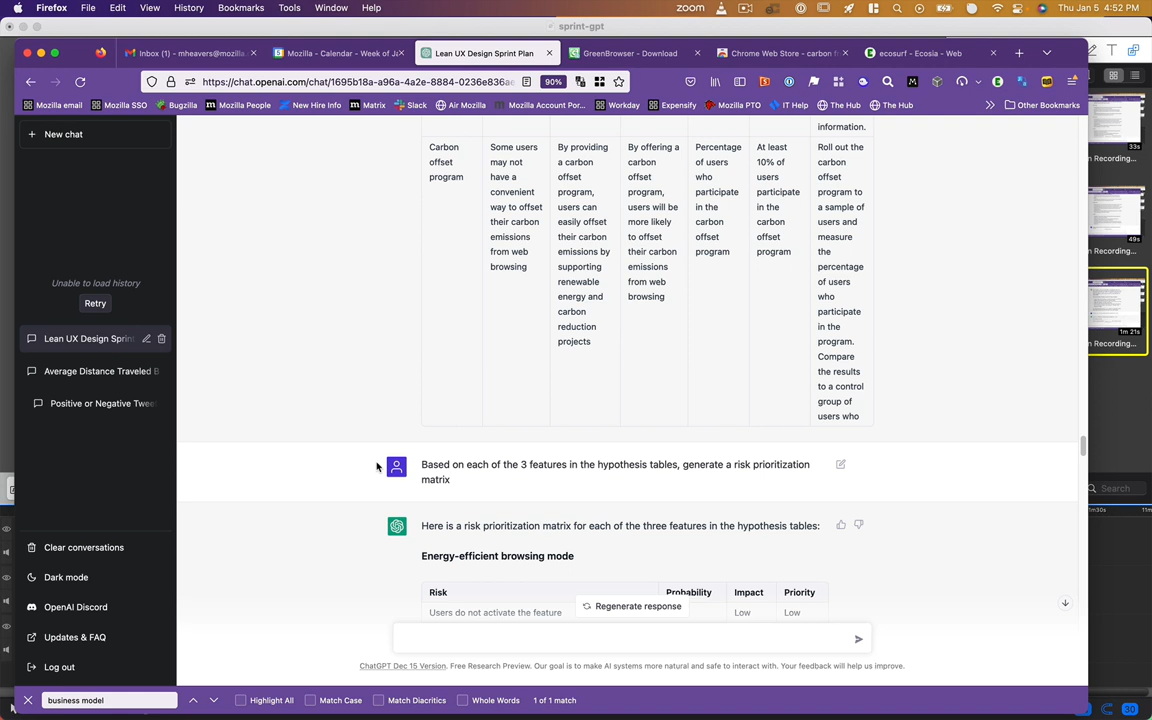 Firefox File Edit View History Bookmarks Tools Window Help
zoom
Thu Jan 5 4:52 PM
sprint-gpt
Inbox (1) - mheavers@mozilla
Mozilla - Calendar - Week of Ja
Lean UX Design Sprint Plan
GreenBrowser - Download
Chrome Web Store - carbon f
ecosurf - Ecosia - Web
https://chat.openai.com/chat/1695b18a-a96a-4a2e-8884-0236e836ae
90%
Mozilla email
Mozilla SSO
Bugzilla
Mozilla People
New Hire Info
Matrix
Slack
Air Mozilla
Mozilla Account Por...
Workday
Expensify
Mozilla PTO
IT Help
The Hub
The Hub
Other Bookmarks
New chat
Unable to load history
Retry
Lean UX Design Sprint
Average Distance Traveled B
Positive or Negative Twee
Clear conversations
Dark mode
OpenAI Discord
Updates & FAQ
Log out
information.
Carbon
offset
program
Some users
may not
have a
convenient
way to offset
their carbon
emissions
from web
browsing
By providing
a carbon
offset
program,
users can
easily offset
their carbon
emissions by
supporting
renewable
energy and
carbon
reduction
projects
By offering a
carbon
offset
program,
users will be
more likely
to offset
their carbon
emissions
from web
browsing
Percentage
of users
who
participate
in the
carbon
offset
program
At least
10% of
users
participate
in the
carbon
offset
program
Roll out the
carbon
offset
program to
a sample of
users and
measure
the
percentage
of users
who
participate
in the
program.
Compare
the results
to a control
group of
users who
Based on each of the 3 features in the hypothesis tables, generate a risk prioritization
matrix
Here is a risk prioritization matrix for each of the three features in the hypothesis tables:
Energy-efficient browsing mode
Risk Probability Impact Priority
Users do not activate the feature Low Low
Regenerate response
ChatGPT Dec 15 Version. Free Research Preview. Our goal is to make AI systems more natural and safe to interact with. Your feedback will help us improve.
business model
Highlight All
Match Case
Match Diacritics
Whole Words
1 of 1 match
33s
n Recording...
49s
n Recording...
1m 21s
n Recording...
Search
1m30s
30